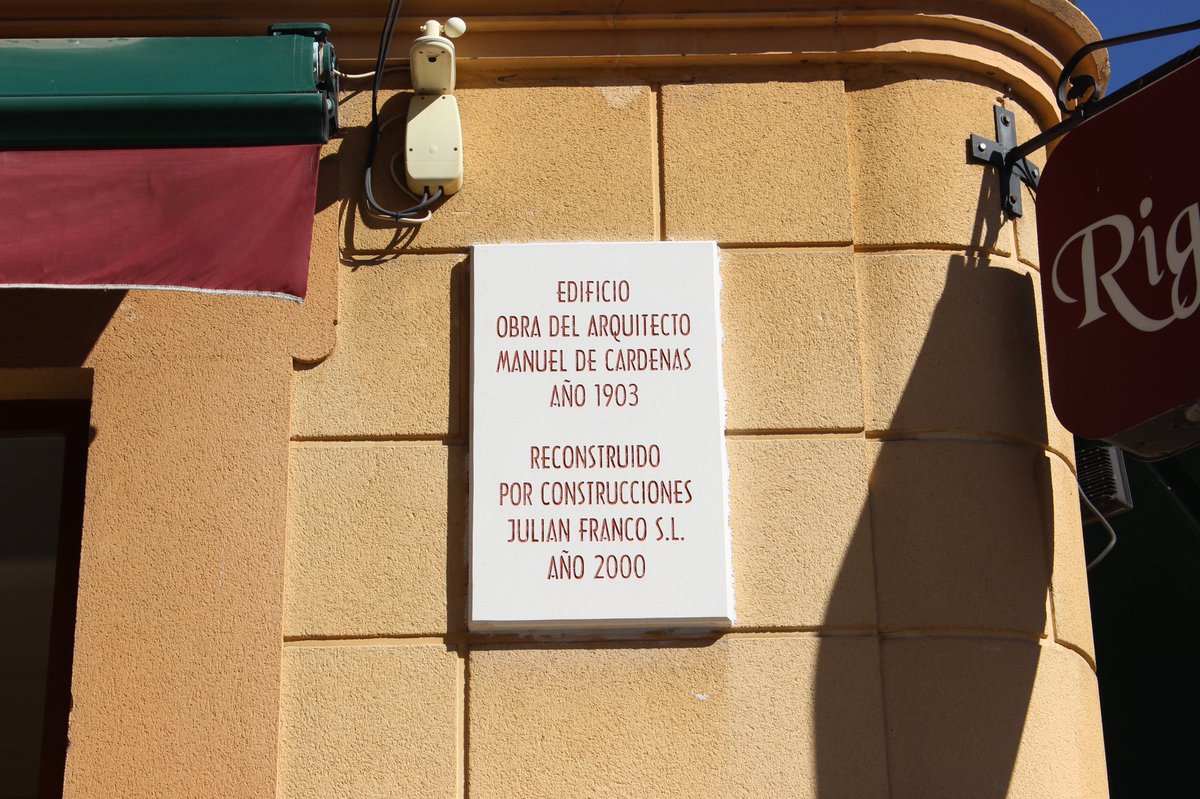 EDIFICIO
OBRA DEL ARQUITECTO
MANUEL DE CARDENAS
AÑO 1903
RECONSTRUIDO
POR CONSTRUCCIONES
JULIAN FRANCO S.L.
AÑO 2000
Rig